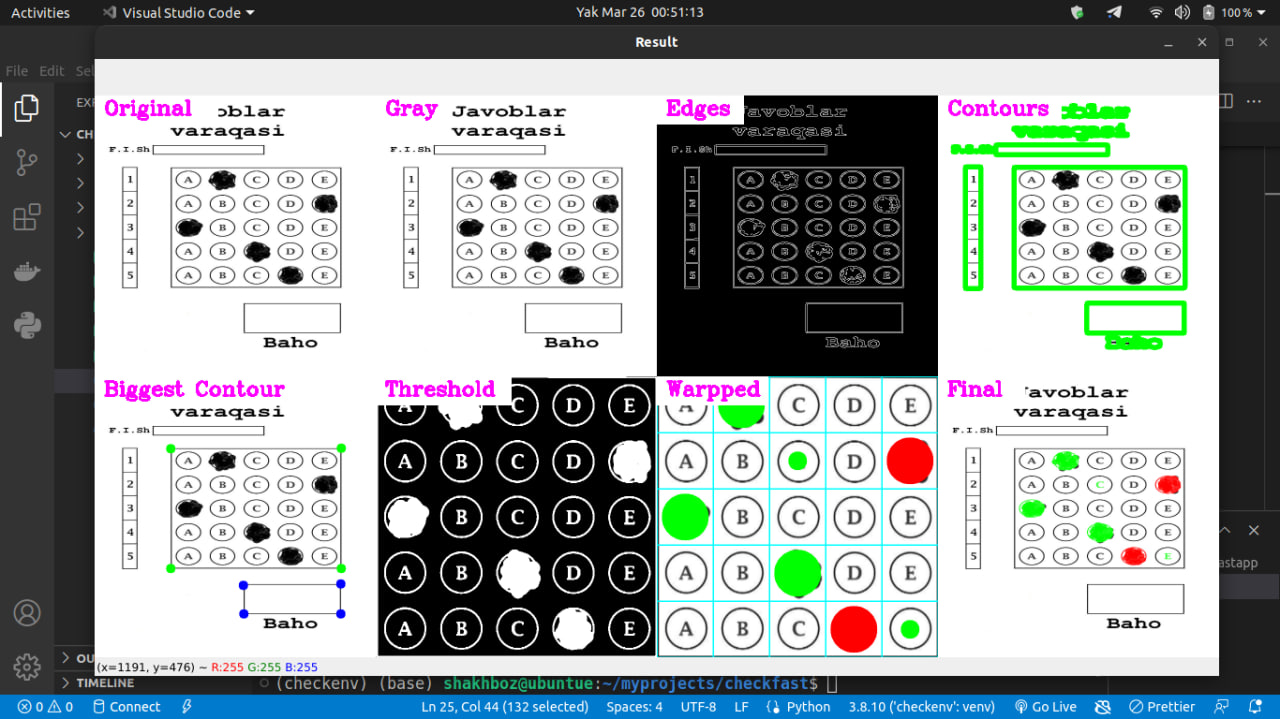 Activities
Visual Studio Code
Yak Mar 26 00:51:13
100 %
Result
File Edit Sel
EXP
CH
Original
oblar
varaqasi
F.I.Sh
1 A C D E
2 A B C D
3 B C D E
4 A B D E
5 A B C E
Baho
Gray
Javoblar
varaqasi
F.I.Sh
1 A C D E
2 A B C D
3 B C D E
4 A B D E
5 A B C E
Baho
Edges
avoblar
varaqasi
F.I.Sh
1 A C D E
2 A B C D
3 B C D E
4 A B D E
5 A B C E
Baho
Contours
oblar
varaqasi
F.I.Sh
1 A C D E
2 A B C D
3 B C D E
4 A B D E
5 A B C E
Baho
Biggest Contour
varaqasi
F.I.Sh
1 A C D E
2 A B C D
3 B C D E
4 A B D E
5 A B C E
Baho
Threshold
A C D E
A B C D
B C D E
A B D E
A B C E
Warpped
A C D E
A B D
B C D E
A B D E
A B C
Final
avoblar
varaqasi
F.I.Sh
1 A C D E
2 A B C D
3 B C D E
4 A B D E
5 A B C E
Baho
astapp
(x=1191, y=476) ~ R:255 G:255 B:255
OU
TIMELINE
(checkenv) (base) shakhboz@ubuntue:~/myprojects/checkfast$
0 0 Connect
Ln 25, Col 44 (132 selected) Spaces: 4 UTF-8 LF Python 3.8.10 ('checkenv': venv) Go Live Prettier